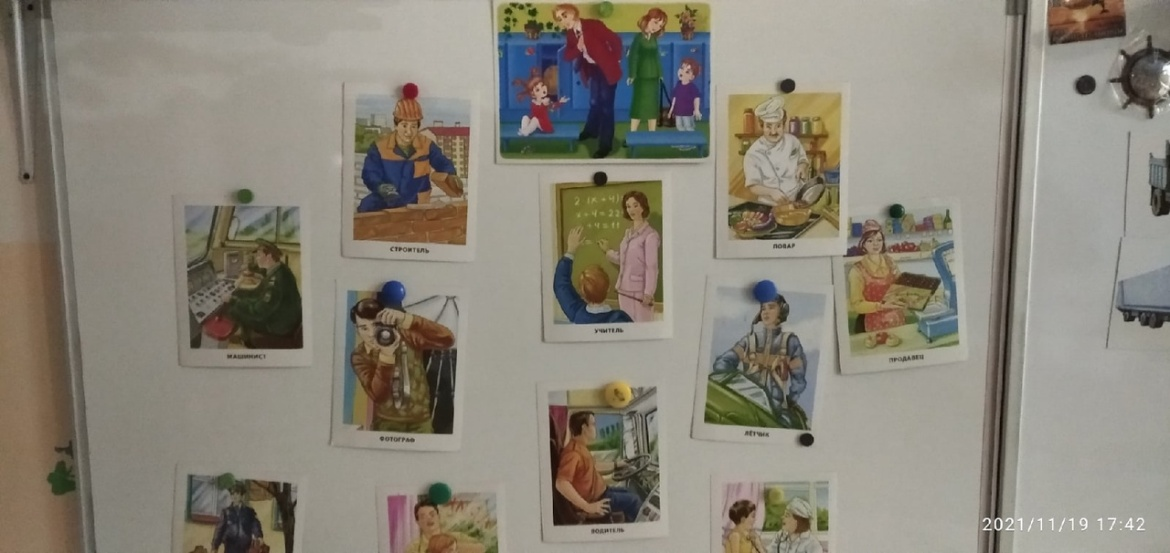 СТРОИТЕЛЬ
ПОВАР
УЧИТЕЛЬ
МАШИНИСТ
ПРОДАВЕЦ
ФОТОГРАФ
ЛЁТЧИК
ВОДИТЕЛЬ
2021/11/19 17:42